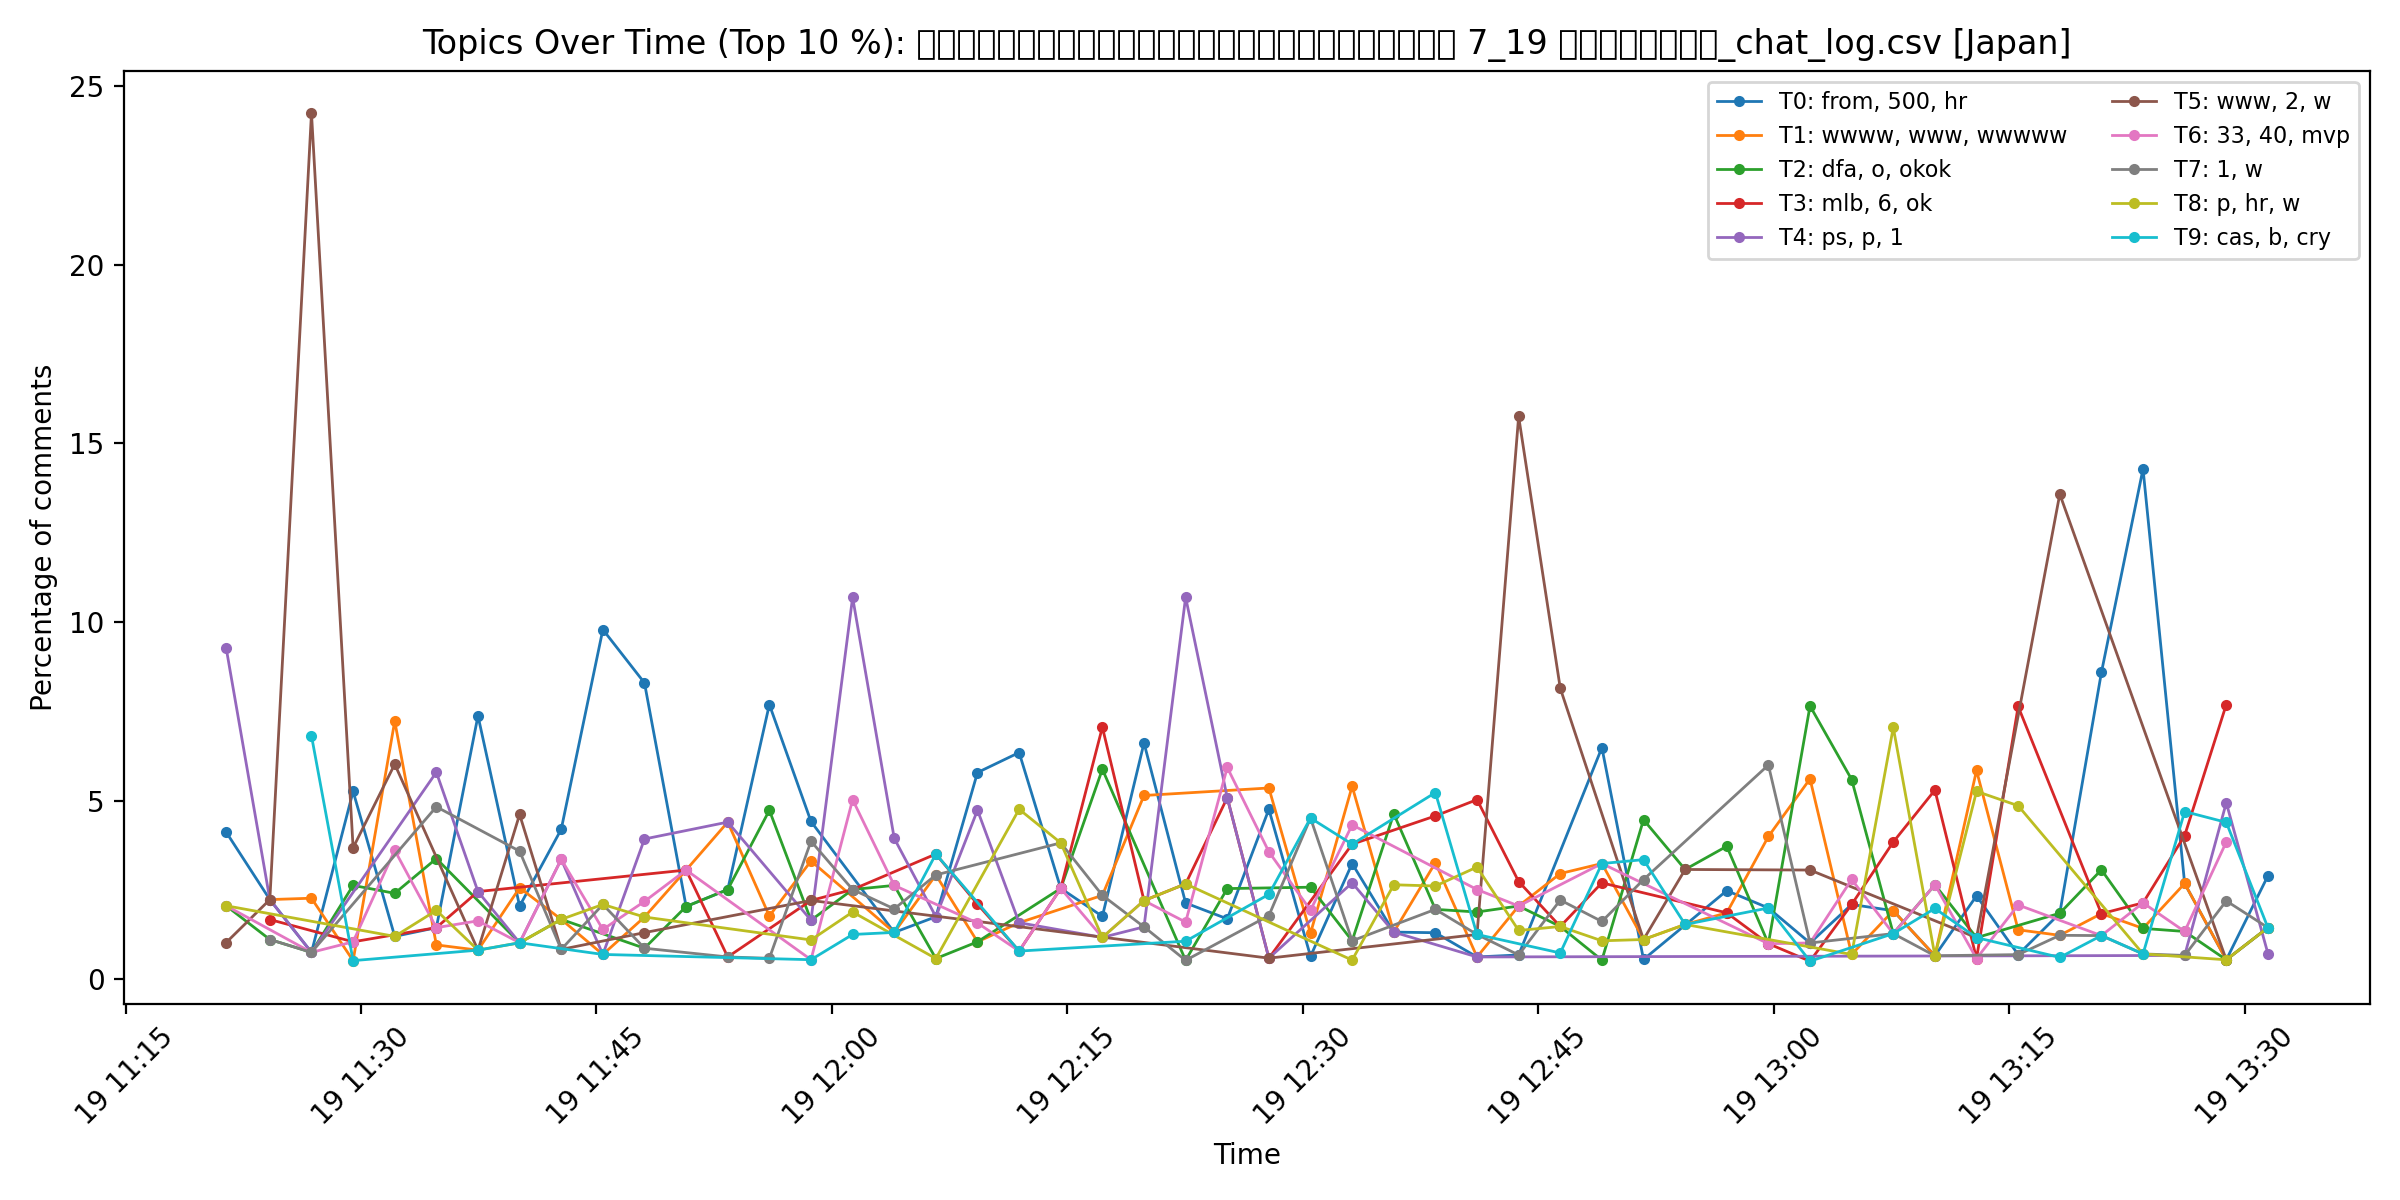 Topics Over Time (Top 10 %): 7_19 _chat_log.csv [Japan]
25
20
15
10
5
0
Percentage of comments
T0: from, 500, hr
T1: wwww, www, wwwww
T2: dfa, o, okok
T3: mlb, 6, ok
T4: ps, p, 1
T5: www, 2, w
T6: 33, 40, mvp
T7: 1, w
T8: p, hr, w
T9: cas, b, cry
19 11:15
19 11:30
19 11:45
19 12:00
19 12:15
19 12:30
19 12:45
19 13:00
19 13:15
19 13:30
Time